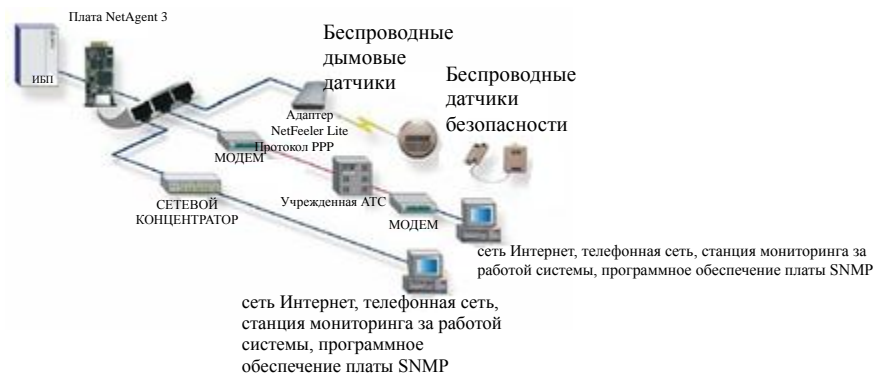 Плата NetAgent 3
ИБП
Беспроводные
дымовые
датчики
Беспроводные
датчики
безопасности
Адаптер
NetFeeler Lite
Протокол PPP
МОДЕМ
СЕТЕВОЙ
КОНЦЕНТРАТОР
Учрежденная АТС
МОДЕМ
сеть Интернет, телефонная сеть, станция мониторинга за
работой системы, программное обеспечение платы SNMP
сеть Интернет, телефонная сеть,
станция мониторинга за работой
системы, программное
обеспечение платы SNMP